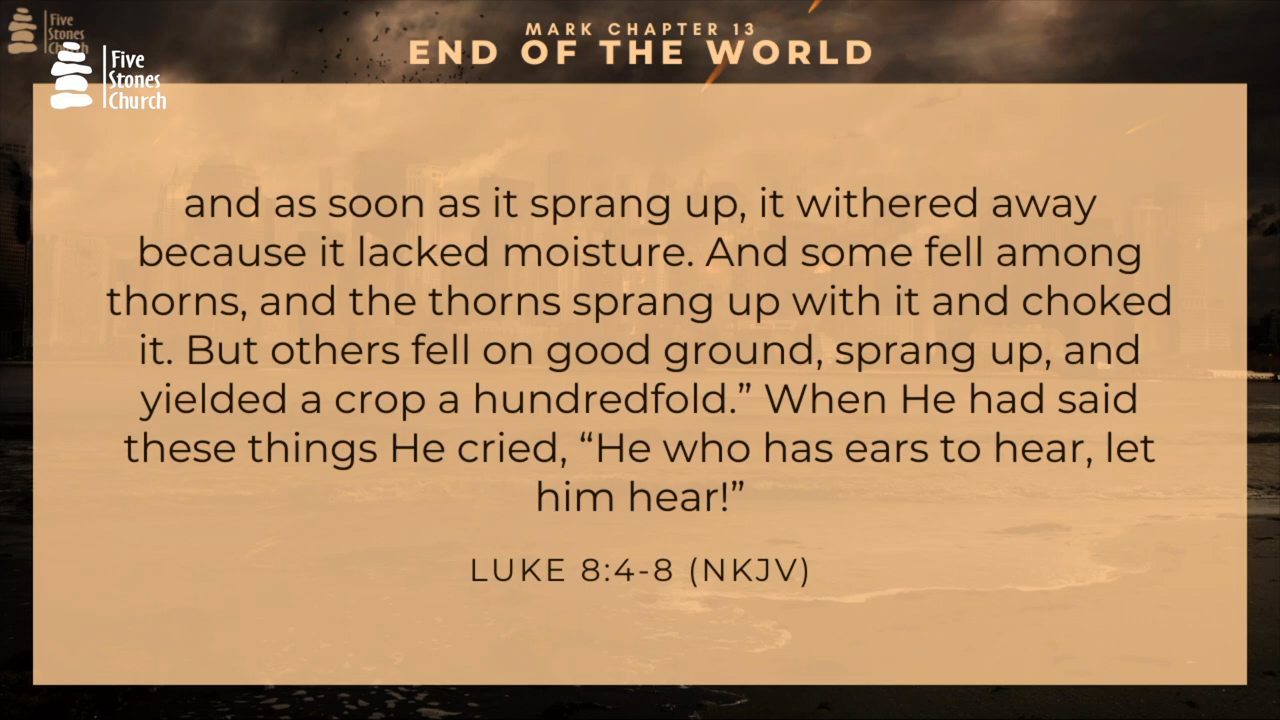 Five
Stones
Church
Five
Stones
Church
MARK CHAPTER 13
END OF THE WORLD
and as soon as it sprang up, it withered away
because it lacked moisture. And some fell among
thorns, and the thorns sprang up with it and choked
it. But others fell on good ground, sprang up, and
yielded a crop a hundredfold.” When He had said
these things He cried, “He who has ears to hear, let
him hear!”
LUKE 8:4-8 (NKJV)